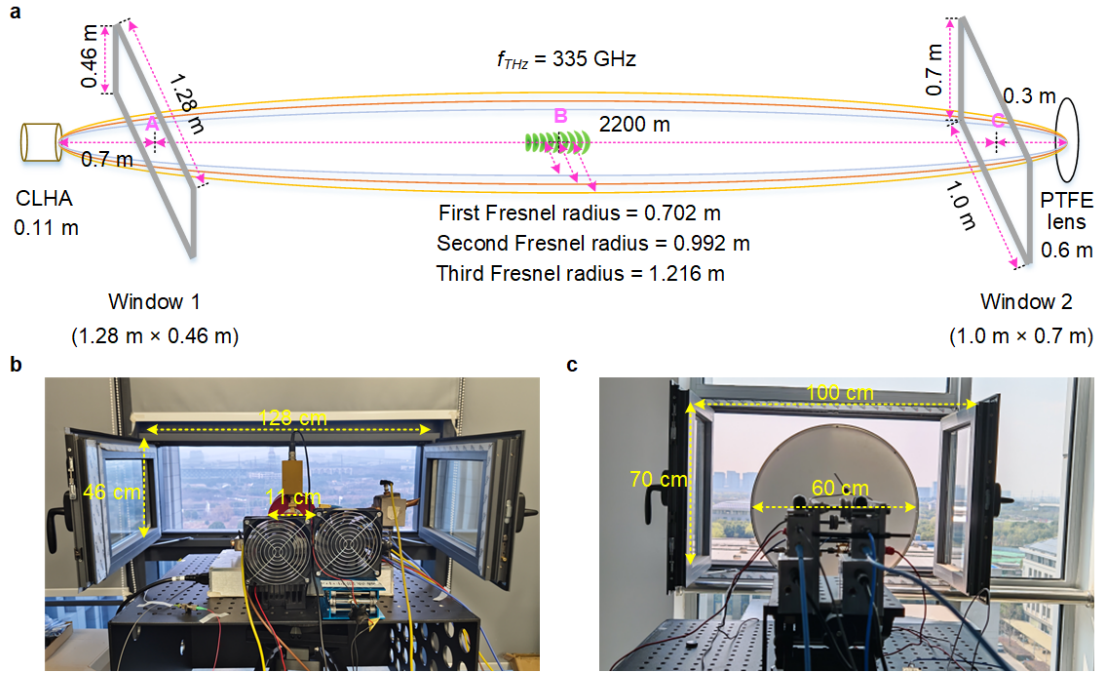 a
f_THz = 335 GHz
0.46 m
1.28 m
0.7 m
0.3 m
A
B
C
2200 m
0.7 m
1.0 m
CLHA
0.11 m
PTFE
lens
0.6 m
First Fresnel radius = 0.702 m
Second Fresnel radius = 0.992 m
Third Fresnel radius = 1.216 m
Window 1
(1.28 m × 0.46 m)
Window 2
(1.0 m × 0.7 m)
b
128 cm
46 cm
11 cm
c
100 cm
70 cm
60 cm